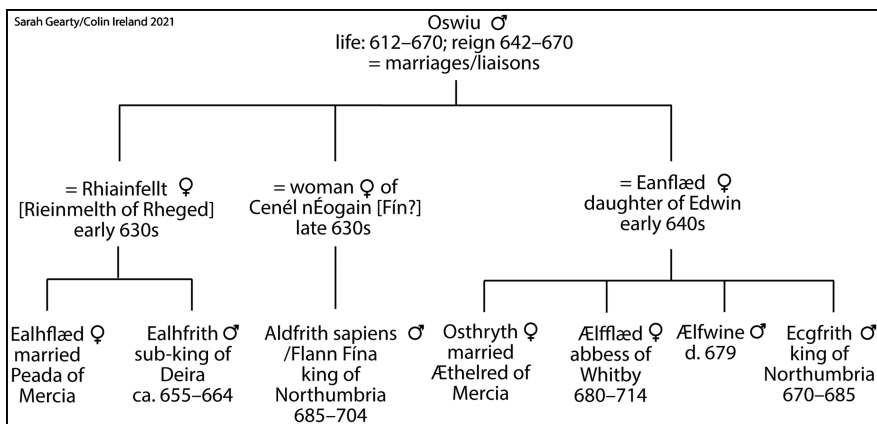 Sarah Gearty/Colin Ireland 2021
Oswiu ♂
life: 612–670; reign 642–670
= marriages/liaisons
= Rhiainfellt ♀
[Rieinmelth of Rheged]
early 630s
= woman ♀ of
Cenél nÉogain [Fín?]
late 630s
= Eanflæd ♀
daughter of Edwin
early 640s
Ealhflæd ♀
married
Peada of
Mercia
Ealhfrith ♂
sub-king of
Deira
ca. 655–664
Aldfrith sapiens ♂
/Flann Fína
king of
Northumbria
685–704
Osthryth ♀
married
Æthelred of
Mercia
Ælfflæd ♀
abbess of
Whitby
680–714
Ælfwine ♂
d. 679
Ecgfrith ♂
king of
Northumbria
670–685